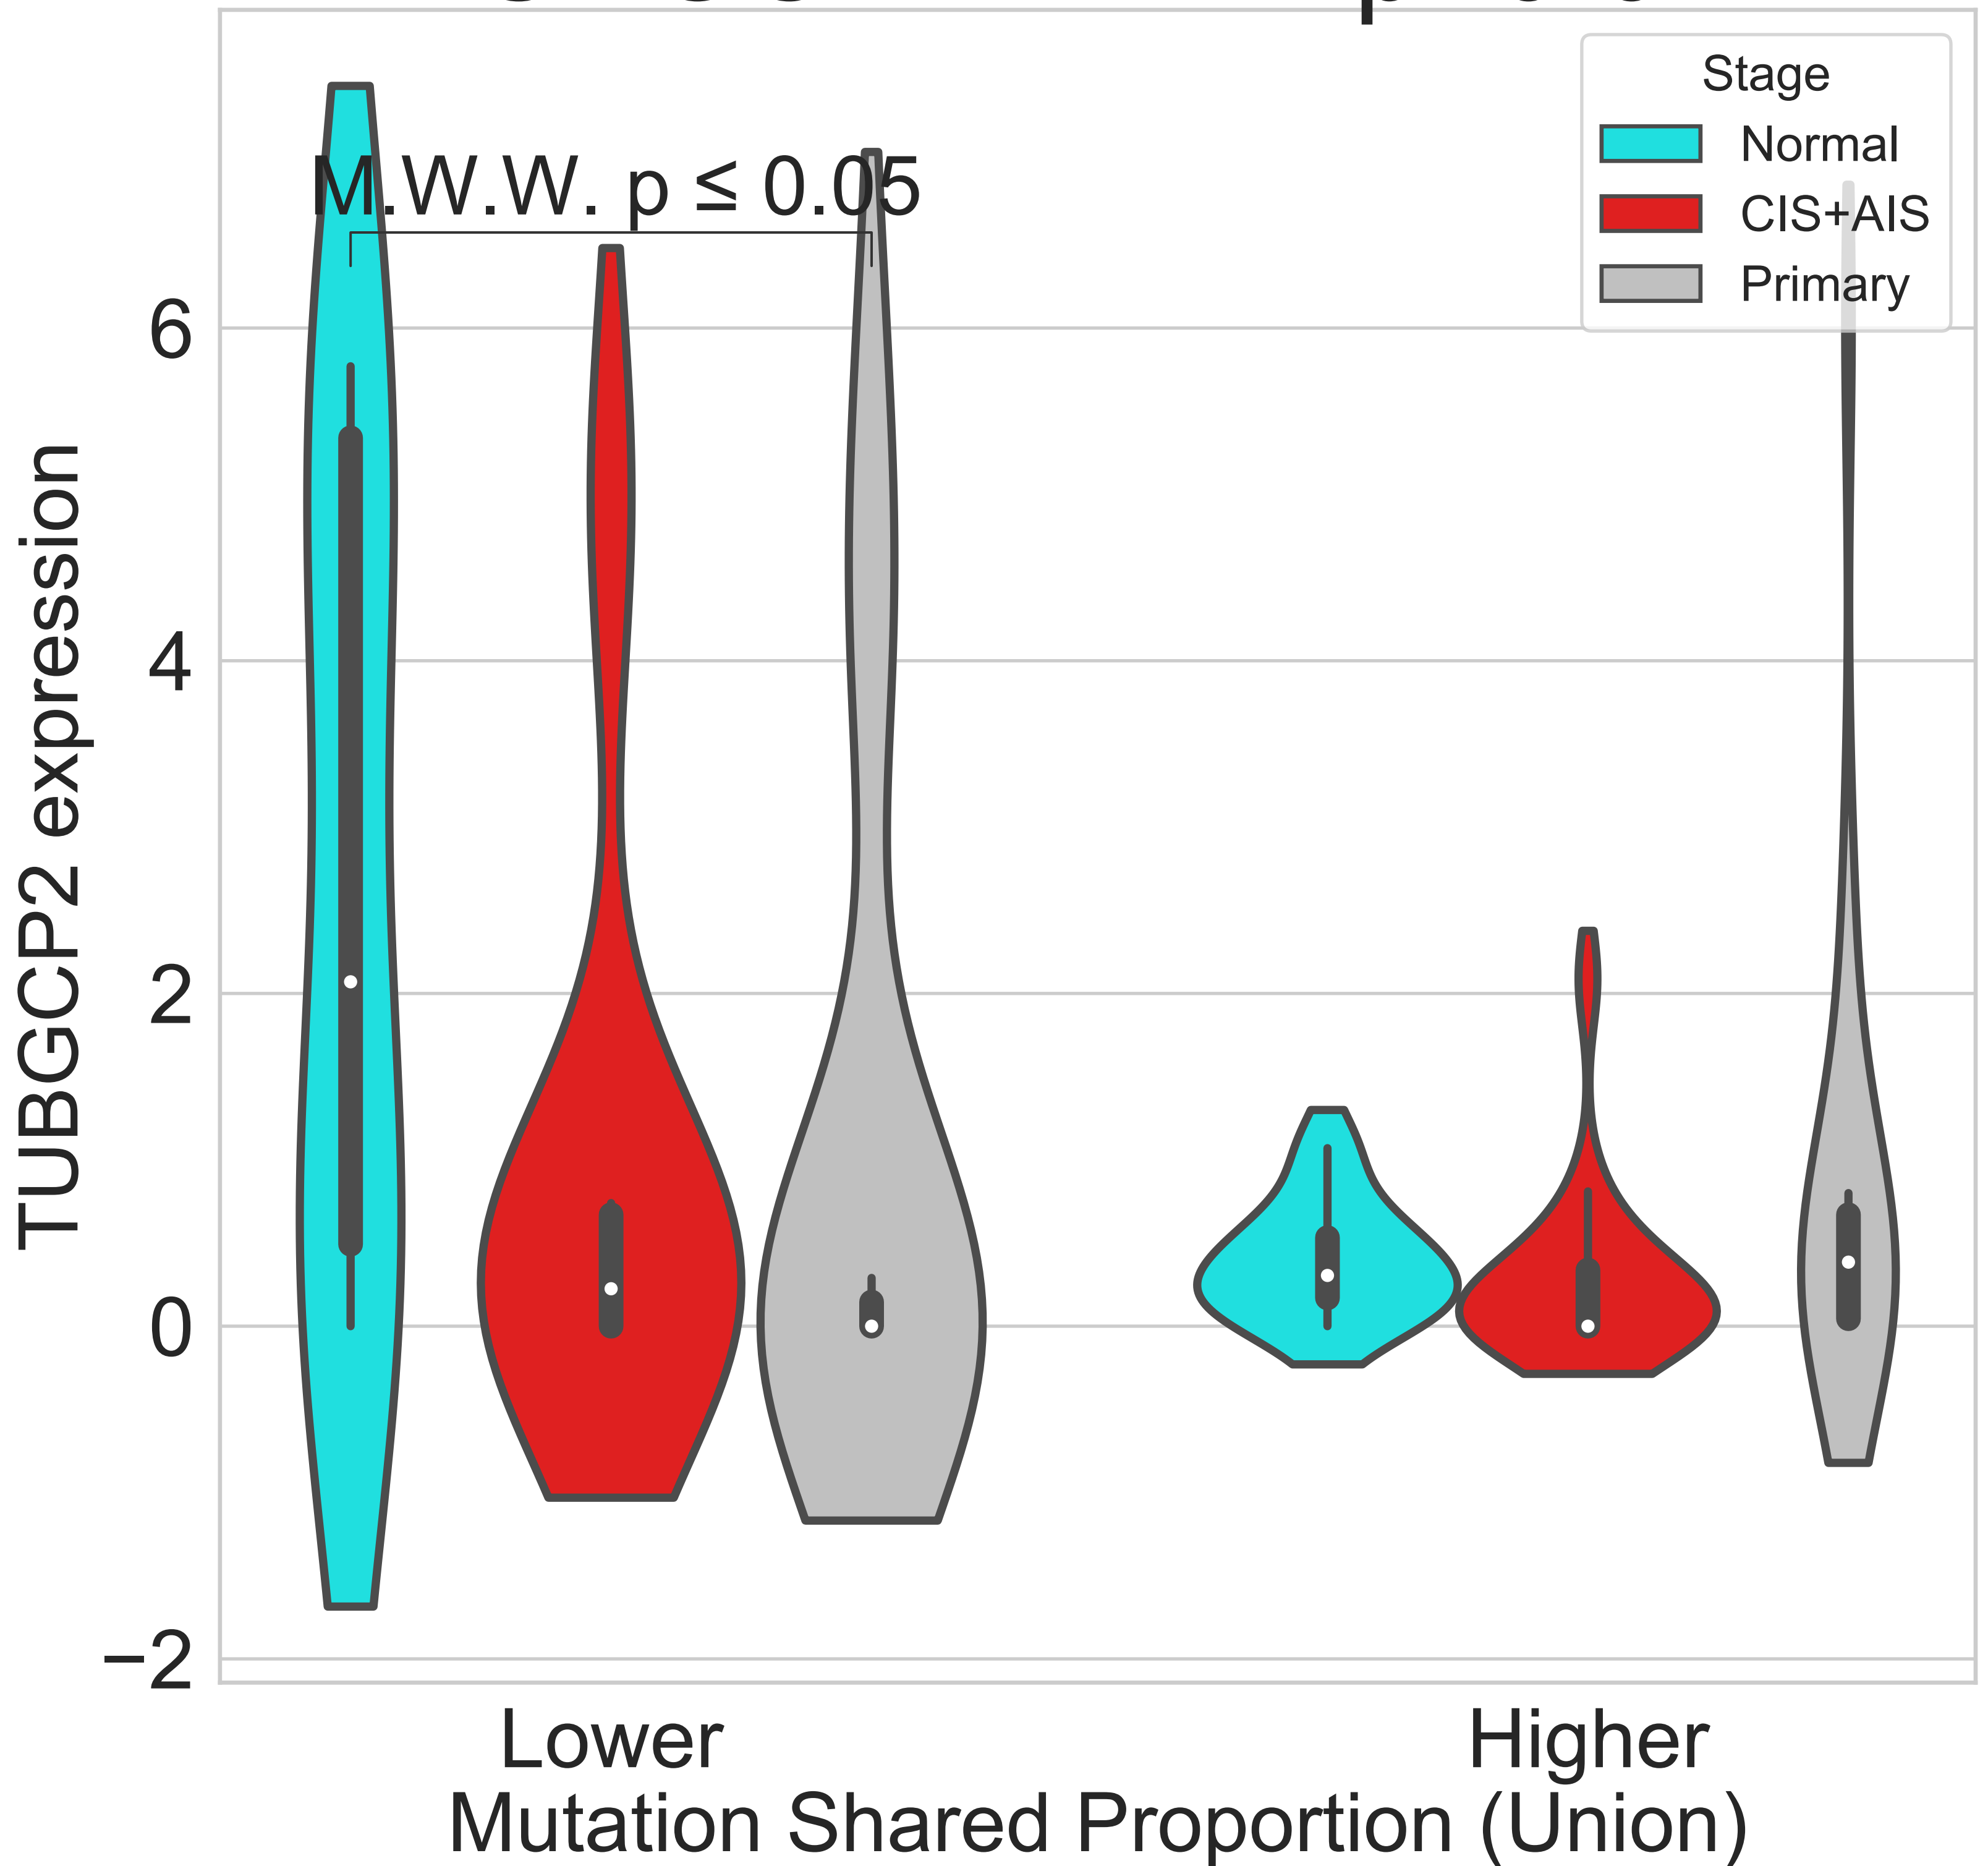 Stage
Normal
CIS+AIS
Primary
M.W.W. p ≤ 0.05
6
4
2
0
−2
TUBGCP2 expression
Lower
Higher
Mutation Shared Proportion (Union)